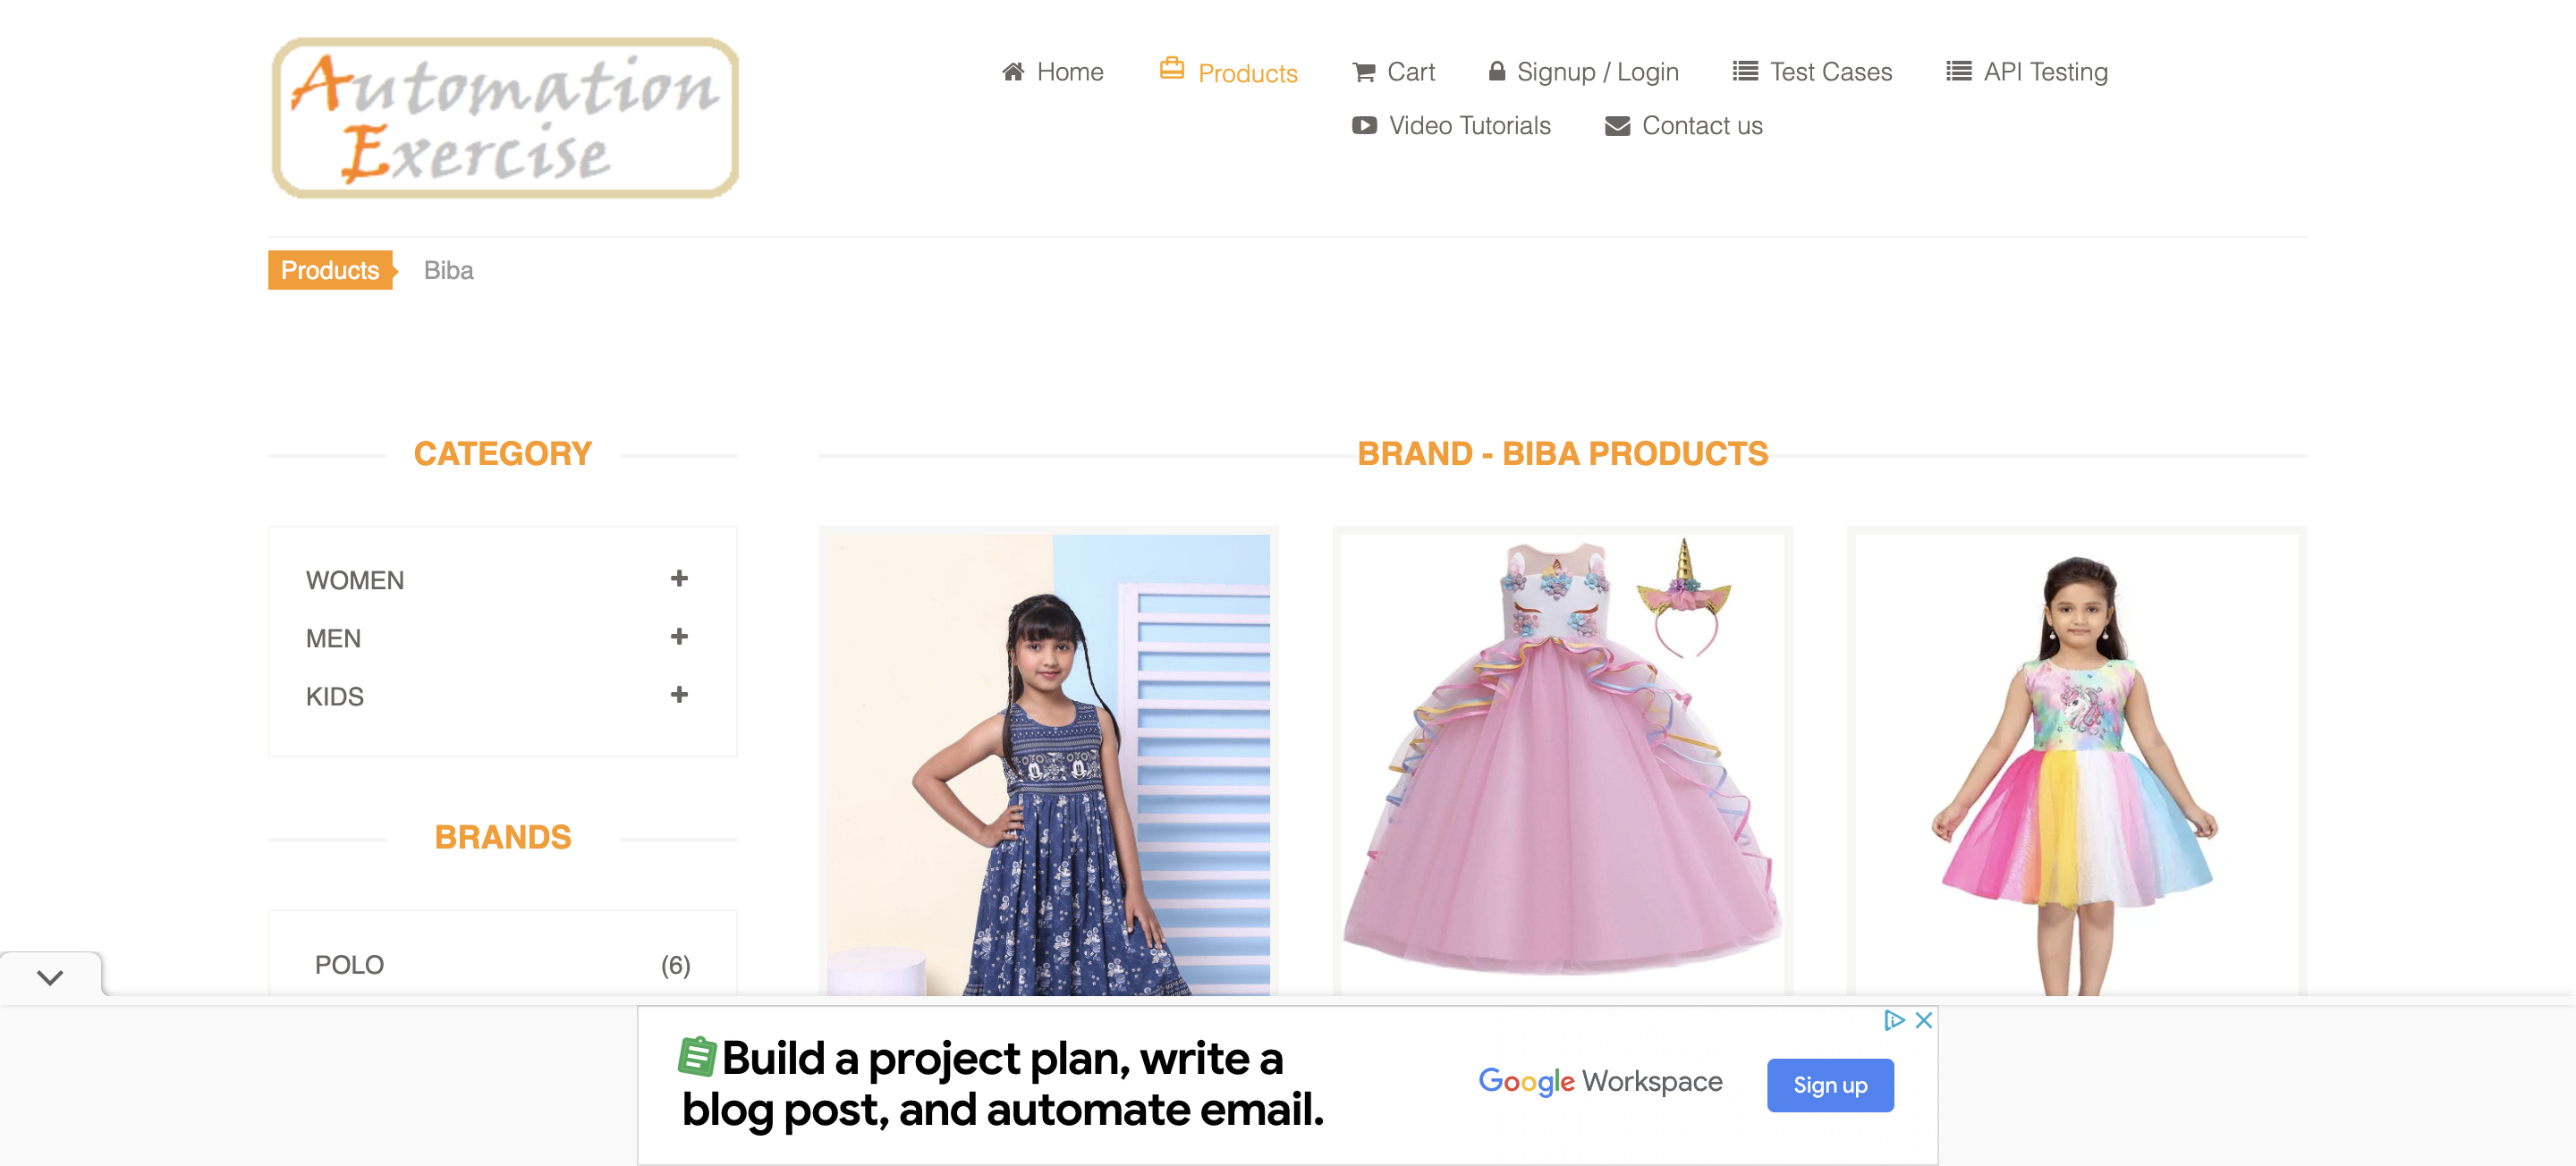 Automation
Exercise
Home
Products
Cart
Signup / Login
Test Cases
API Testing
Video Tutorials
Contact us
Products
Biba
CATEGORY
BRAND - BIBA PRODUCTS
WOMEN
MEN
KIDS
BRANDS
POLO (6)
Build a project plan, write a
blog post, and automate email.
Google Workspace
Sign up